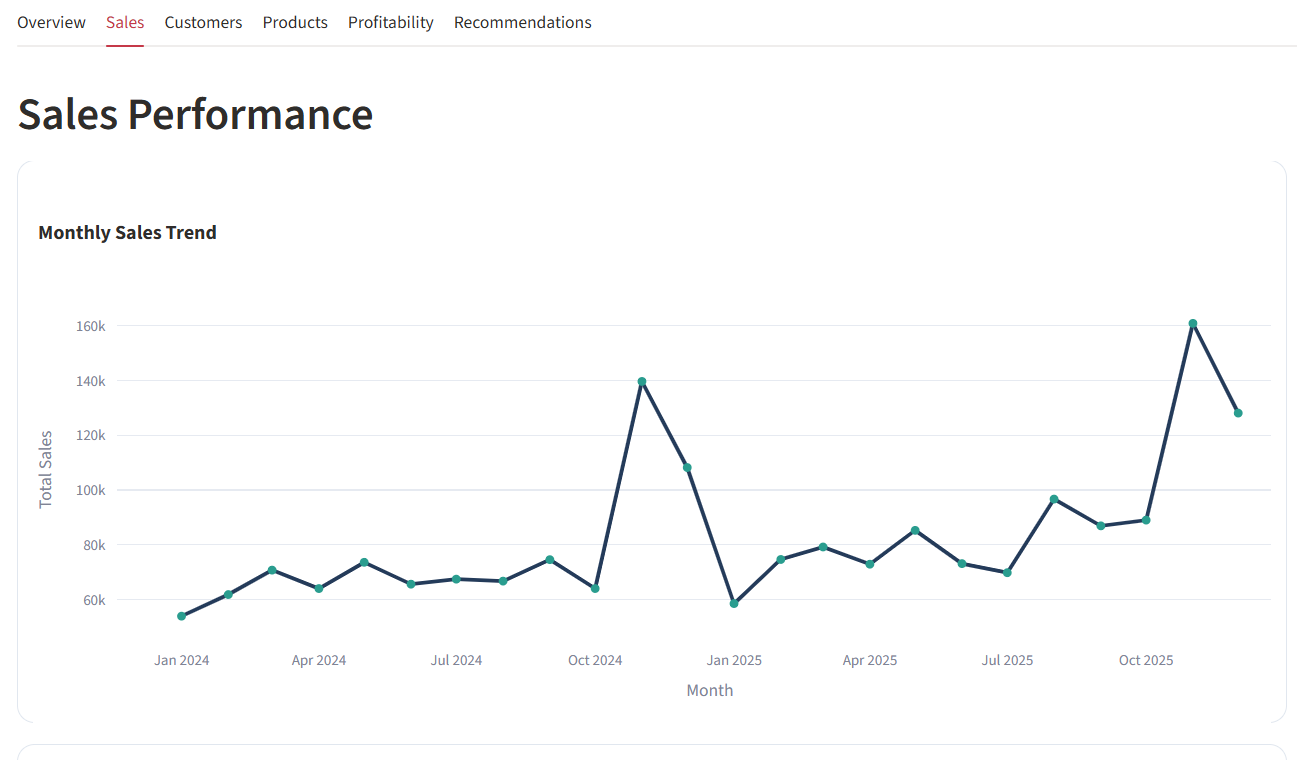 Overview Sales Customers Products Profitability Recommendations
Sales Performance
Monthly Sales Trend
160k
140k
120k
100k
80k
60k
Total Sales
Jan 2024 Apr 2024 Jul 2024 Oct 2024 Jan 2025 Apr 2025 Jul 2025 Oct 2025
Month